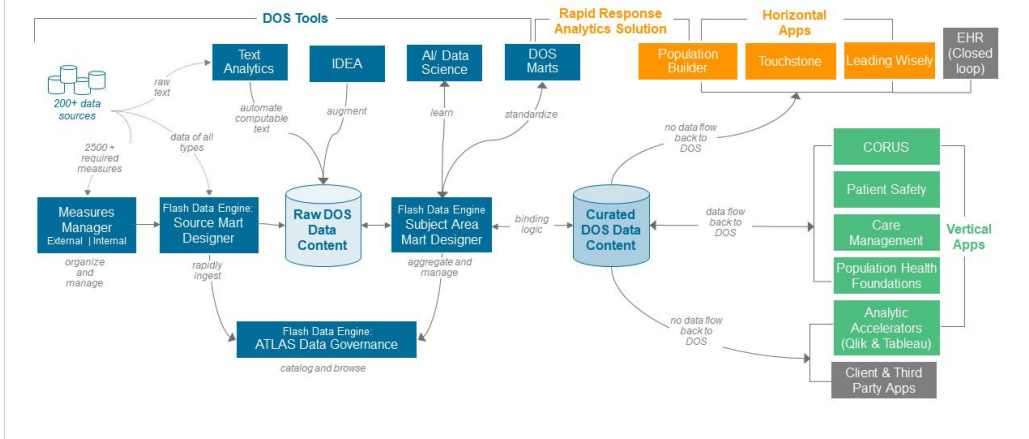 DOS Tools
Rapid Response
Analytics Solution
Horizontal
Apps
Text
Analytics
IDEA
AI/ Data
Science
DOS
Marts
Population
Builder
Touchstone
Leading Wisely
EHR
(Closed
loop)
200+ data
sources
raw
text
automate
computable
text
augment
learn
standardize
2500 +
required
measures
data of all
types
no data flow
back to
DOS
CORUS
Patient Safety
Care
Management
Population Health
Foundations
Vertical
Apps
Measures
Manager
External | Internal
Flash Data Engine:
Source Mart
Designer
Raw DOS
Data
Content
Flash Data Engine
Subject Area
Mart Designer
binding
logic
Curated
DOS Data
Content
data flow
back to
DOS
organize
and
manage
rapidly
ingest
aggregate and
manage
Flash Data Engine:
ATLAS Data Governance
catalog and browse
no data flow
back to
DOS
Analytic
Accelerators
(Qlik & Tableau)
Client & Third
Party Apps